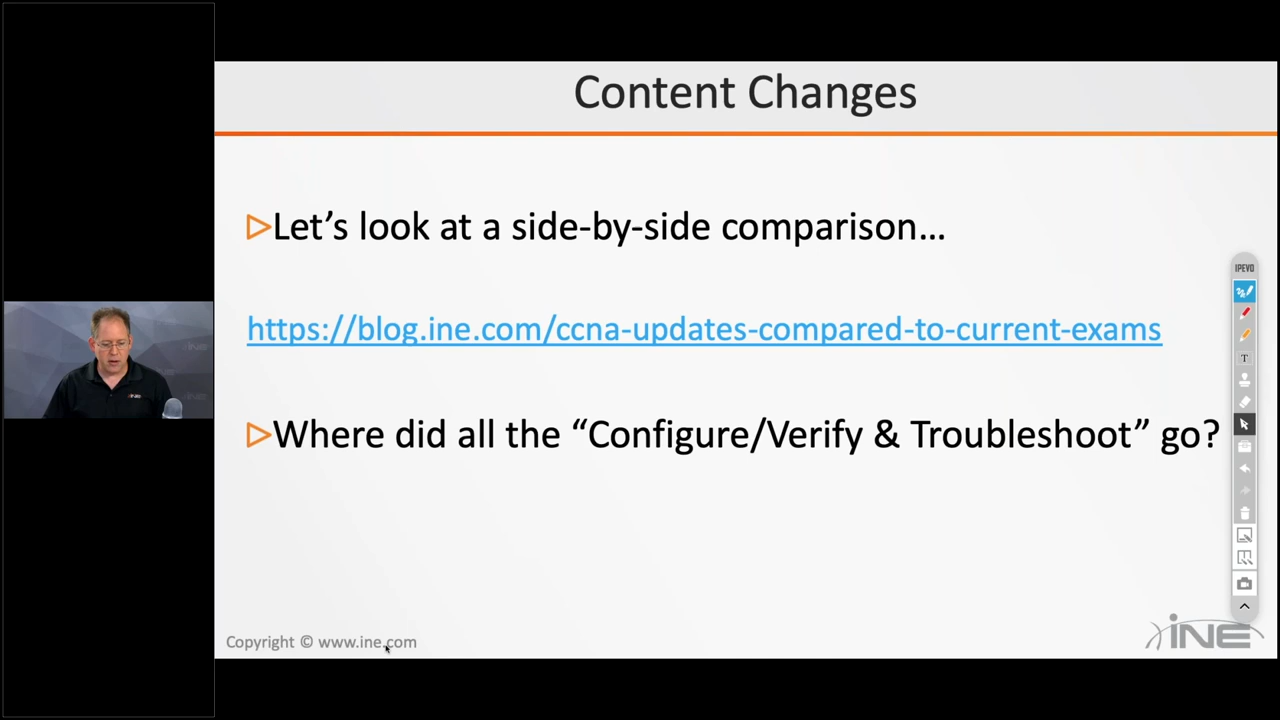 Content Changes
Let’s look at a side-by-side comparison…
https://blog.ine.com/ccna-updates-compared-to-current-exams
Where did all the “Configure/Verify & Troubleshoot” go?
IPEVO
T
Copyright © www.ine.com
iNE